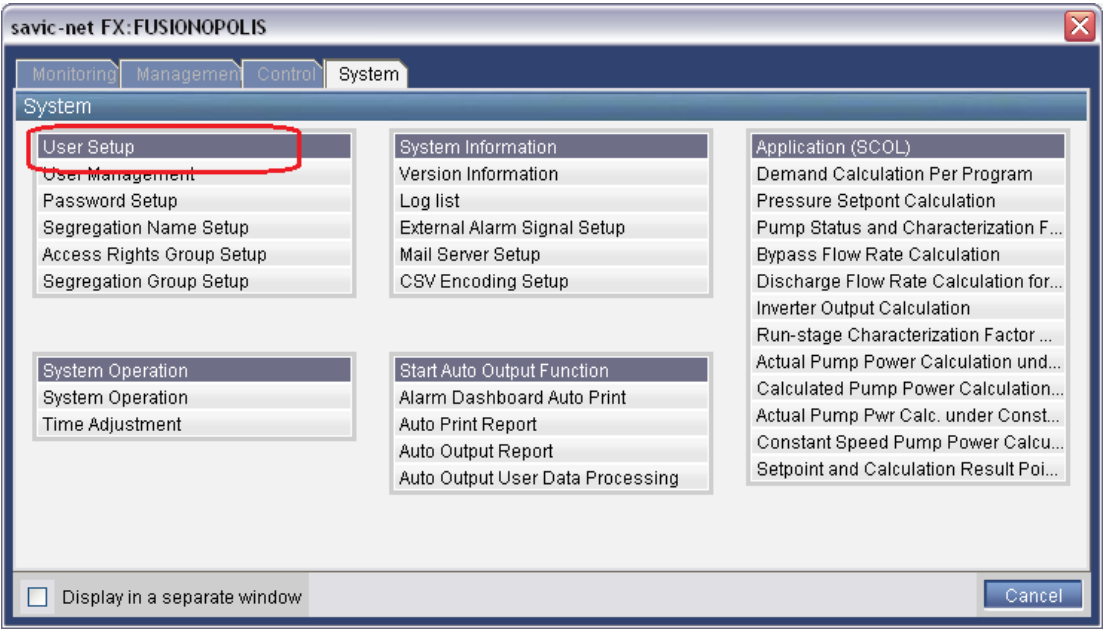 savic-net FX:FUSIONOPOLIS
Monitoring Managemen Control System
System
User Setup
User Management
Password Setup
Segregation Name Setup
Access Rights Group Setup
Segregation Group Setup
System Information
Version Information
Log list
External Alarm Signal Setup
Mail Server Setup
CSV Encoding Setup
Application (SCOL)
Demand Calculation Per Program
Pressure Setpont Calculation
Pump Status and Characterization F...
Bypass Flow Rate Calculation
Discharge Flow Rate Calculation for...
Inverter Output Calculation
Run-stage Characterization Factor ...
Actual Pump Power Calculation und...
Calculated Pump Power Calculation...
Actual Pump Pwr Calc. under Const...
Constant Speed Pump Power Calcu...
Setpoint and Calculation Result Poi...
System Operation
System Operation
Time Adjustment
Start Auto Output Function
Alarm Dashboard Auto Print
Auto Print Report
Auto Output Report
Auto Output User Data Processing
Display in a separate window
Cancel